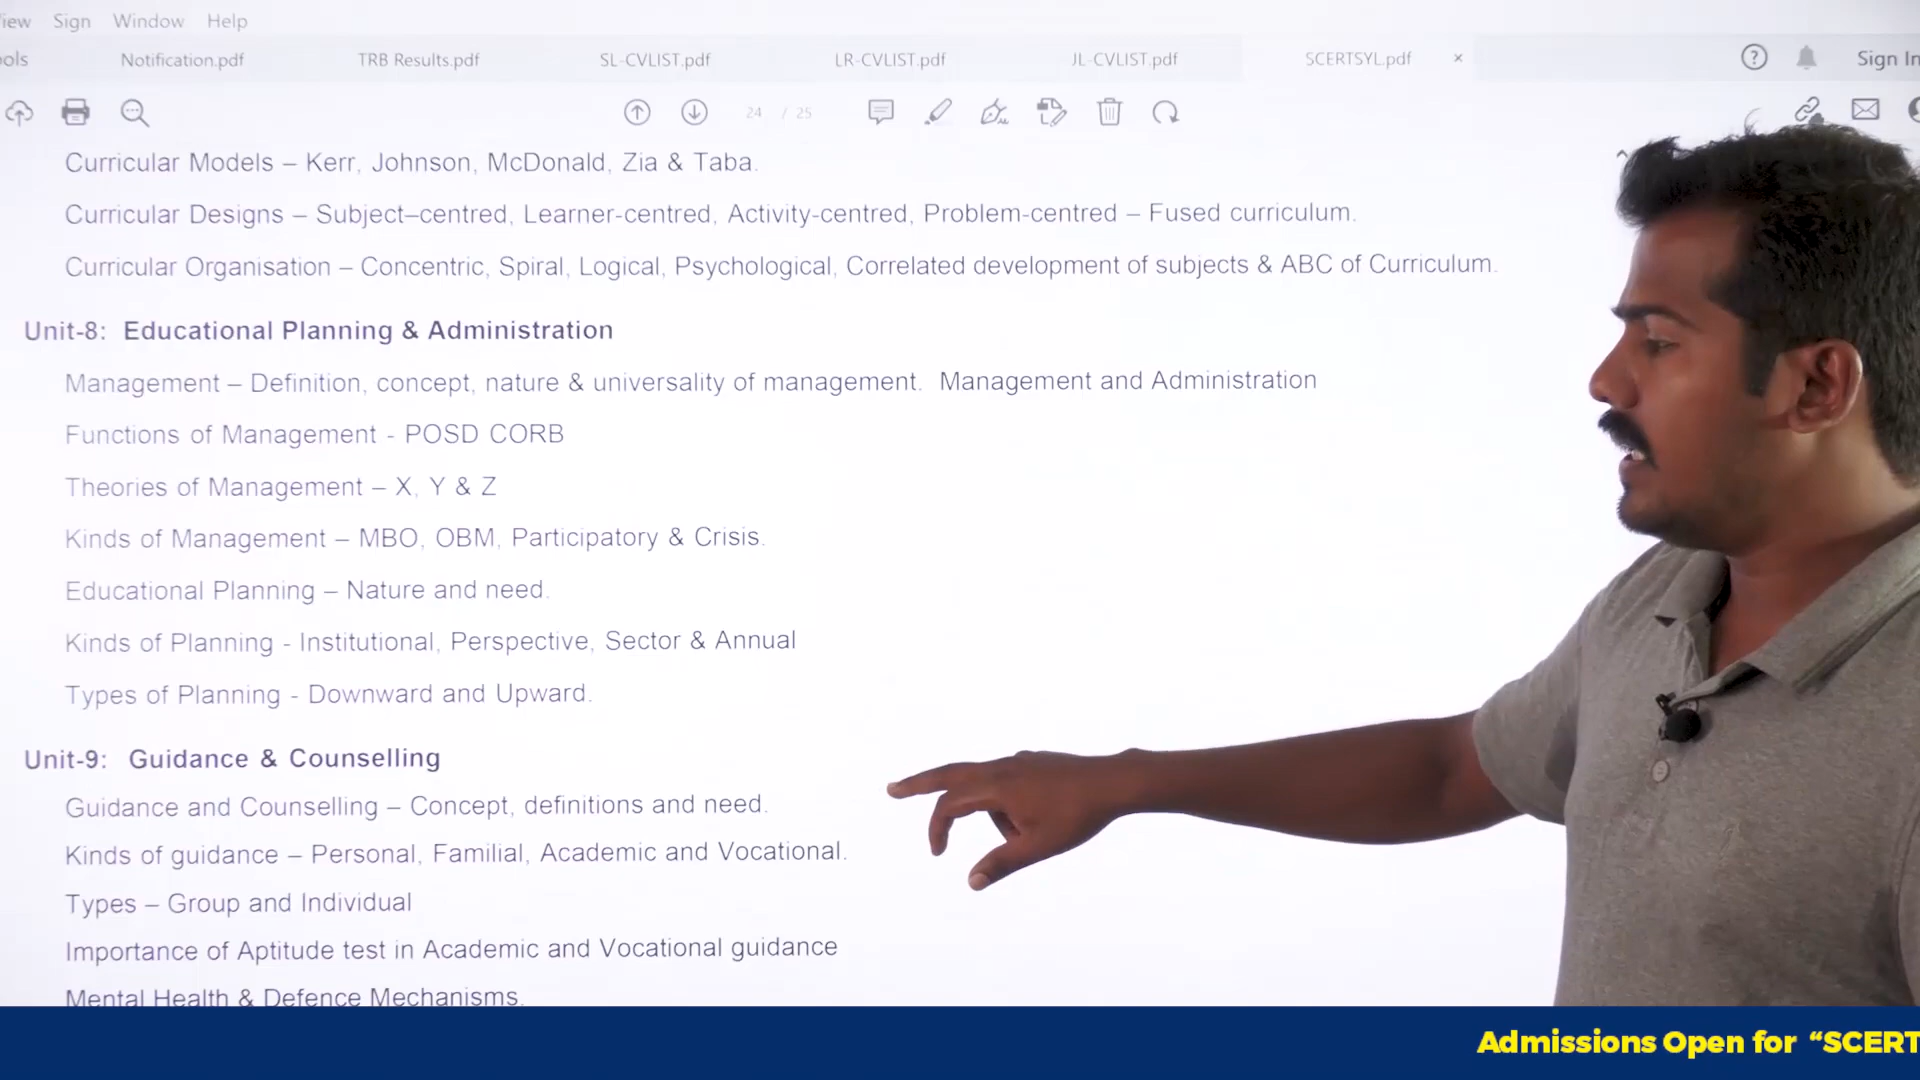 iew Sign Window Help
ols Notification.pdf TRB Results.pdf SL-CVLIST.pdf LR-CVLIST.pdf JL-CVLIST.pdf SCERTSYL.pdf × Sign In
24 / 25
Curricular Models – Kerr, Johnson, McDonald, Zia & Taba.
Curricular Designs – Subject–centred, Learner-centred, Activity-centred, Problem-centred – Fused curriculum.
Curricular Organisation – Concentric, Spiral, Logical, Psychological, Correlated development of subjects & ABC of Curriculum.
Unit-8: Educational Planning & Administration
Management – Definition, concept, nature & universality of management. Management and Administration
Functions of Management - POSD CORB
Theories of Management – X, Y & Z
Kinds of Management – MBO, OBM, Participatory & Crisis.
Educational Planning – Nature and need.
Kinds of Planning - Institutional, Perspective, Sector & Annual
Types of Planning - Downward and Upward.
Unit-9: Guidance & Counselling
Guidance and Counselling – Concept, definitions and need.
Kinds of guidance – Personal, Familial, Academic and Vocational.
Types – Group and Individual
Importance of Aptitude test in Academic and Vocational guidance
Mental Health & Defence Mechanisms.
Admissions Open for “SCERT